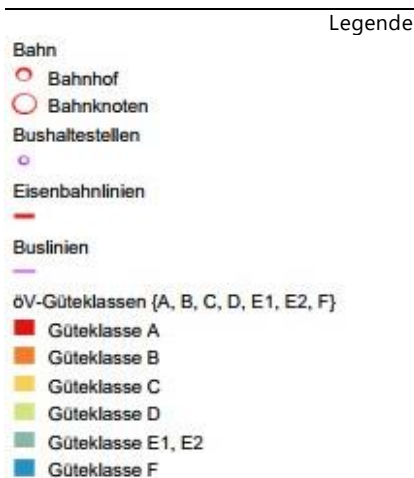 Legende
Bahn
Bahnhof
Bahnknoten
Bushaltestellen
Eisenbahnlinien
Buslinien
öV-Güteklassen {A, B, C, D, E1, E2, F}
Güteklasse A
Güteklasse B
Güteklasse C
Güteklasse D
Güteklasse E1, E2
Güteklasse F